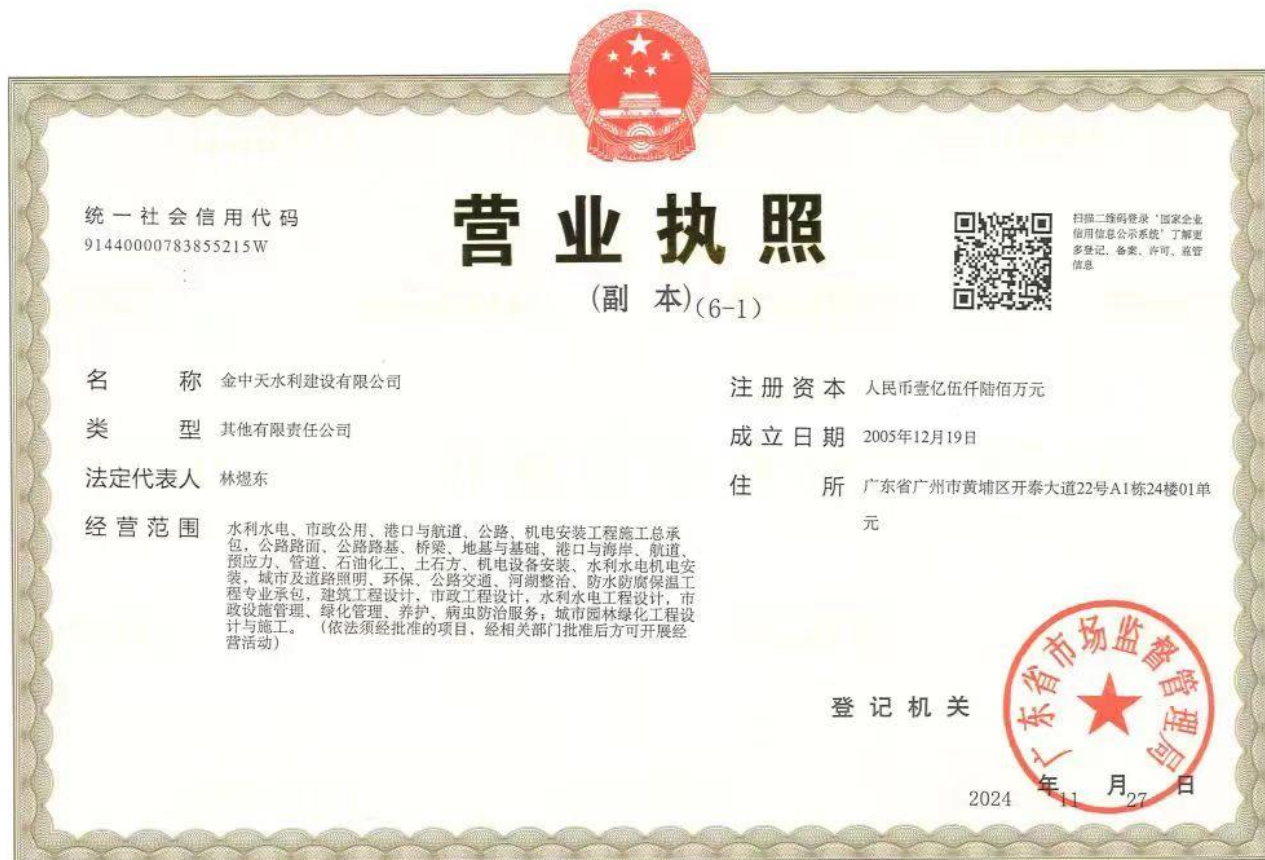 统一社会信用代码
91440000783855215W
营业执照
(副 本)(6-1)
扫描二维码登录‘国家企业
信用信息公示系统’了解更
多登记、备案、许可、监管
信息
名 称 金中天水利建设有限公司
类 型 其他有限责任公司
法定代表人 林煜东
经营范围 水利水电、市政公用、港口与航道、公路、机电安装工程施工总承
包，公路路面、公路路基、桥梁、地基与基础、港口与海岸、航道、
预应力、管道、石油化工、土石方、机电设备安装、水利水电机电安
装，城市及道路照明、环保、公路交通、河湖整治、防水防腐保温工
程专业承包，建筑工程设计，市政工程设计，水利水电工程设计，市
政设施管理、绿化管理、养护、病虫防治服务；城市园林绿化工程设
计与施工。（依法须经批准的项目，经相关部门批准后方可开展经
营活动）
注册资本 人民币壹亿伍仟陆佰万元
成立日期 2005年12月19日
住 所 广东省广州市黄埔区开泰大道22号A1栋24楼01单
元
登记机关
广东省市场监督管理局
2024 年 11 月 27 日